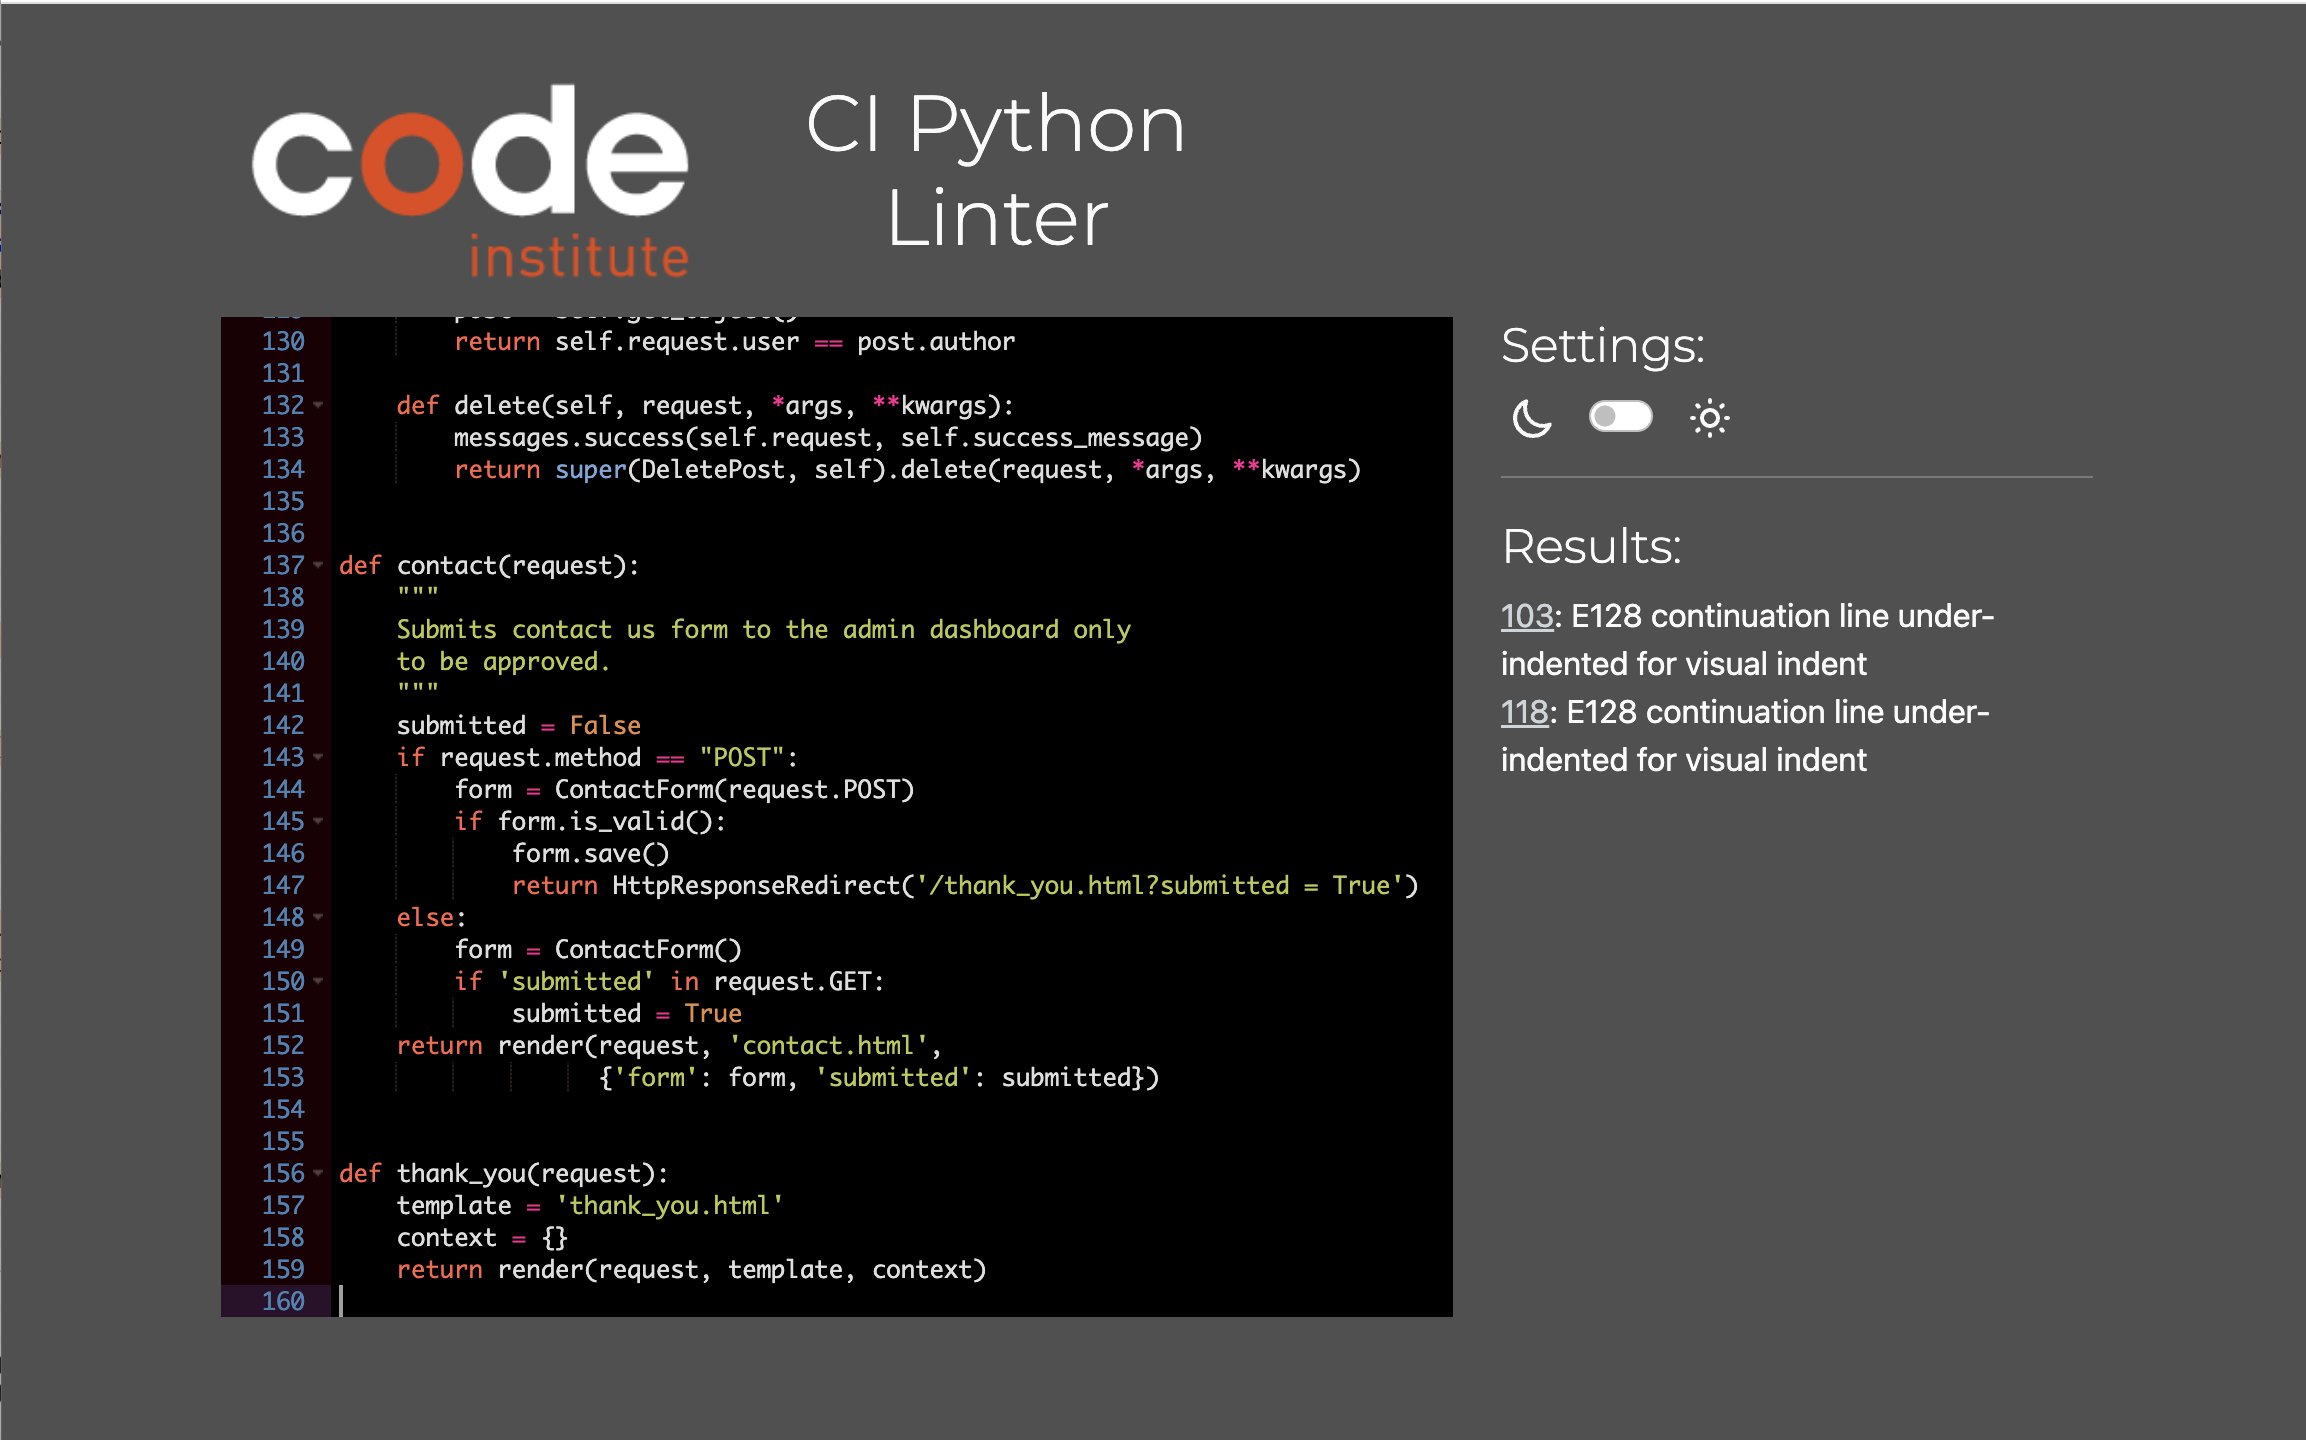 code
institute
CI Python
Linter
130 return self.request.user == post.author
131
132 def delete(self, request, *args, **kwargs):
133 messages.success(self.request, self.success_message)
134 return super(DeletePost, self).delete(request, *args, **kwargs)
135
136
137 def contact(request):
138 """
139 Submits contact us form to the admin dashboard only
140 to be approved.
141 """
142 submitted = False
143 if request.method == "POST":
144 form = ContactForm(request.POST)
145 if form.is_valid():
146 form.save()
147 return HttpResponseRedirect('/thank_you.html?submitted = True')
148 else:
149 form = ContactForm()
150 if 'submitted' in request.GET:
151 submitted = True
152 return render(request, 'contact.html',
153 {'form': form, 'submitted': submitted})
154
155
156 def thank_you(request):
157 template = 'thank_you.html'
158 context = {}
159 return render(request, template, context)
160
Settings:
Results:
103: E128 continuation line under-
indented for visual indent
118: E128 continuation line under-
indented for visual indent